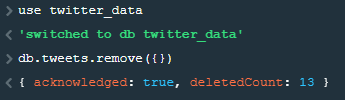 > use twitter_data
< 'switched to db twitter_data'
> db.tweets.remove({})
< { acknowledged: true, deletedCount: 13 }